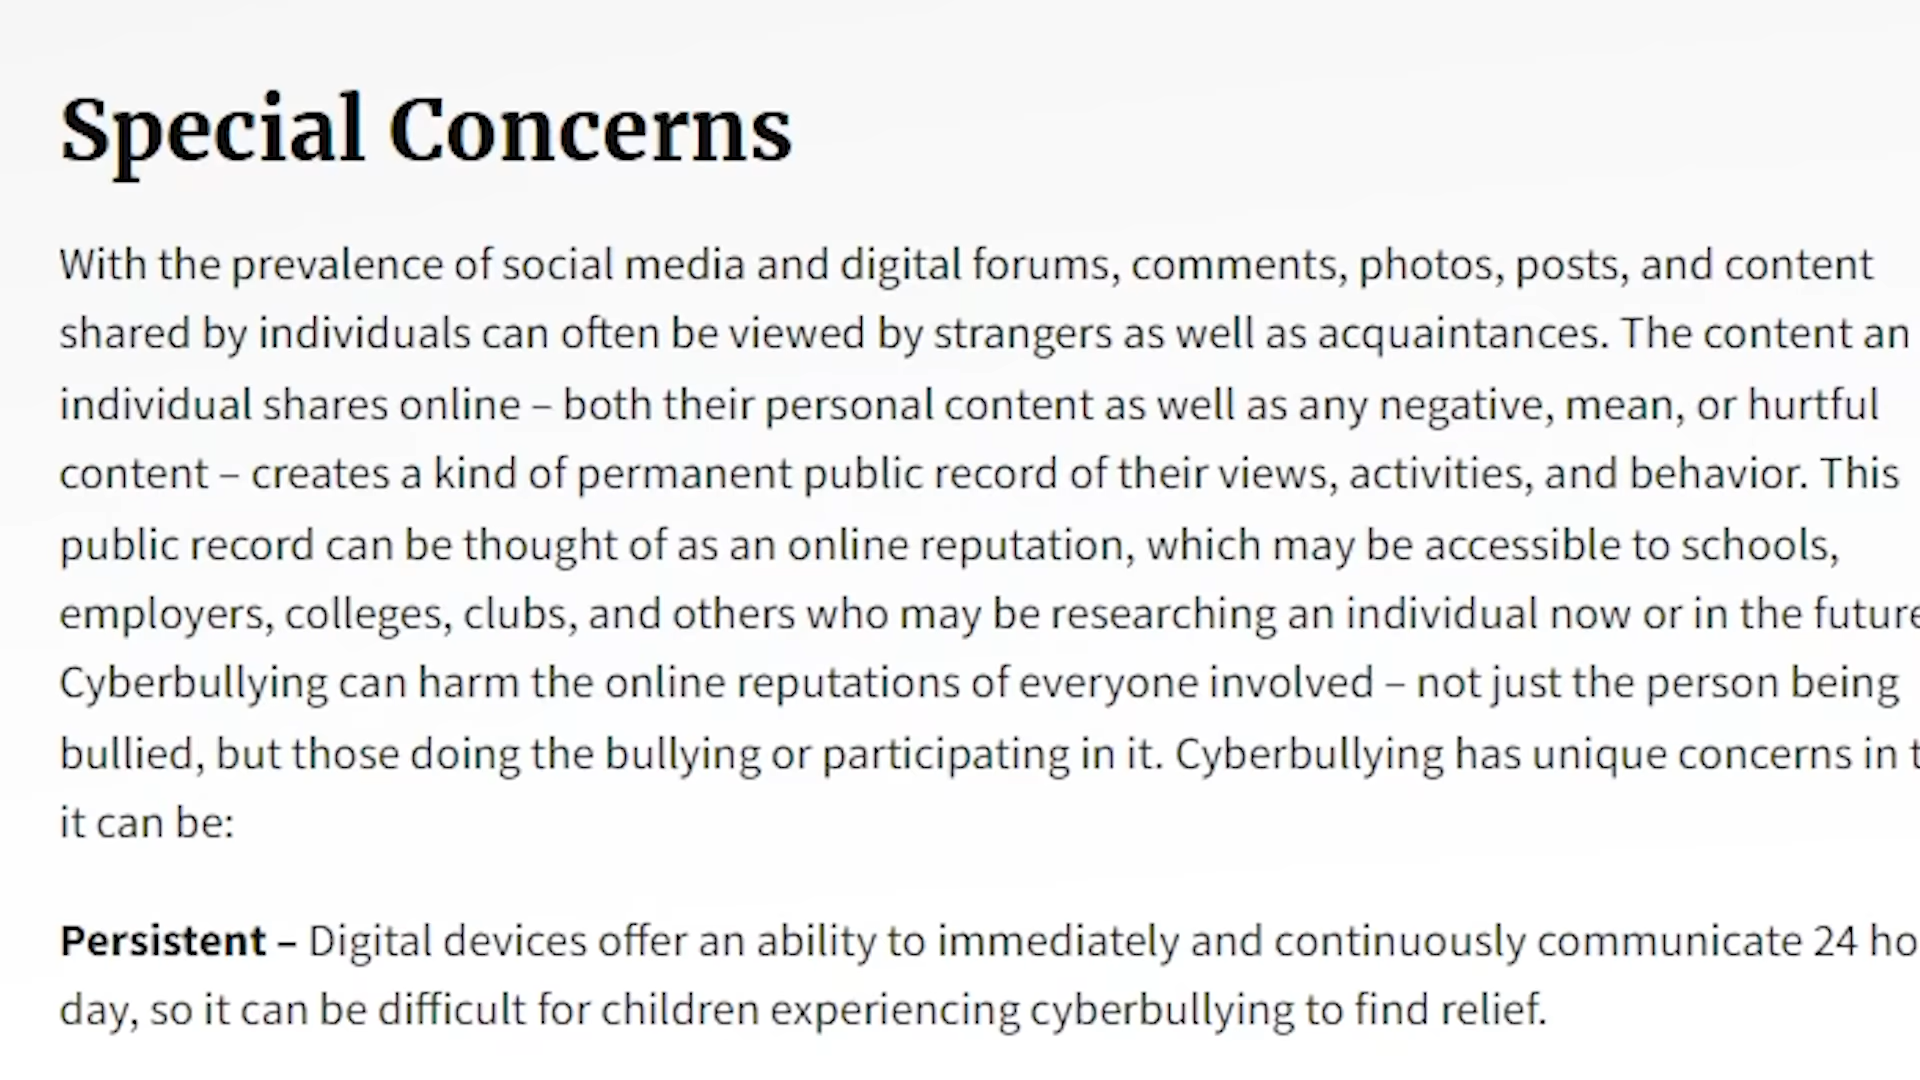 Special Concerns
With the prevalence of social media and digital forums, comments, photos, posts, and content
shared by individuals can often be viewed by strangers as well as acquaintances. The content an
individual shares online – both their personal content as well as any negative, mean, or hurtful
content – creates a kind of permanent public record of their views, activities, and behavior. This
public record can be thought of as an online reputation, which may be accessible to schools,
employers, colleges, clubs, and others who may be researching an individual now or in the future
Cyberbullying can harm the online reputations of everyone involved – not just the person being
bullied, but those doing the bullying or participating in it. Cyberbullying has unique concerns in
it can be:
Persistent – Digital devices offer an ability to immediately and continuously communicate 24
day, so it can be difficult for children experiencing cyberbullying to find relief.